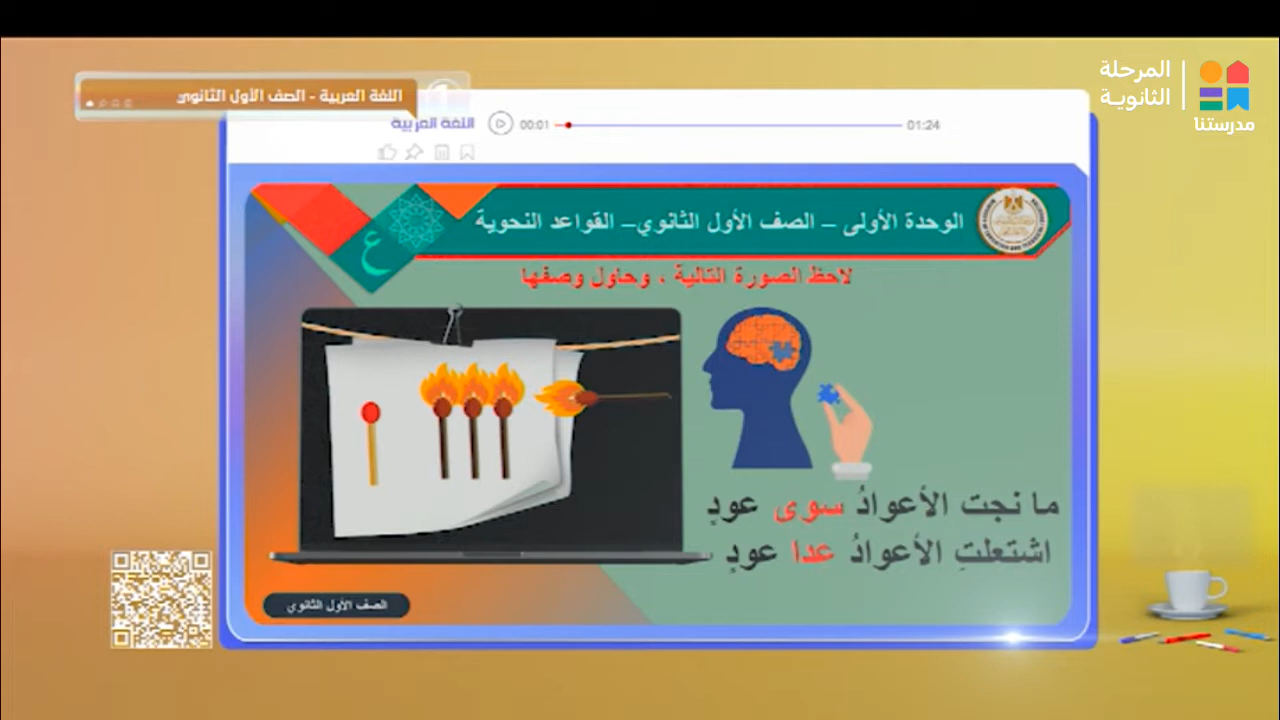 المرحلة
الثانوية
مدرستنا
اللغة العربية - الصف الأول الثانوي
اللغة العربية
00:01
01:24
الوحدة الأولى – الصف الأول الثانوي– القواعد النحوية
ع
لاحظ الصورة التالية ، وحاول وصفها
ما نجت الأعوادُ سوى عودٍ
اشتعلتِ الأعوادُ عدا عودٍ
الصف الأول الثانوي